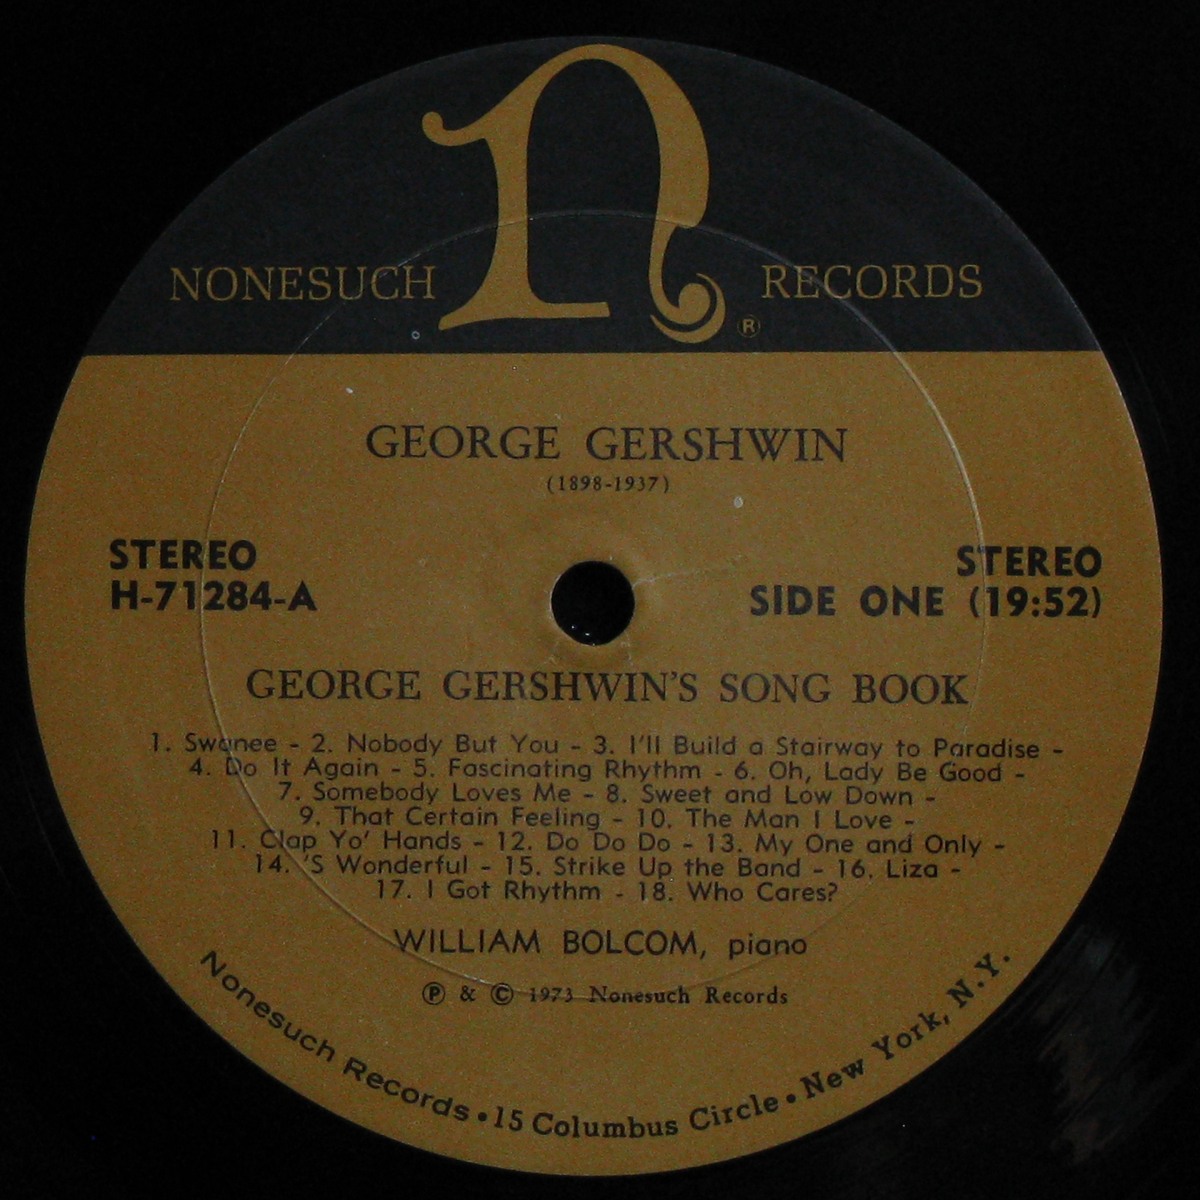 n
NONESUCH RECORDS
®
GEORGE GERSHWIN
(1898-1937)
STEREO
H-71284-A
STEREO
SIDE ONE (19:52)
GEORGE GERSHWIN'S SONG BOOK
1. Swanee - 2. Nobody But You - 3. I'll Build a Stairway to Paradise -
4. Do It Again - 5. Fascinating Rhythm - 6. Oh, Lady Be Good -
7. Somebody Loves Me - 8. Sweet and Low Down -
9. That Certain Feeling - 10. The Man I Love -
11. Clap Yo' Hands - 12. Do Do Do - 13. My One and Only -
14. 'S Wonderful - 15. Strike Up the Band - 16. Liza -
17. I Got Rhythm - 18. Who Cares?
WILLIAM BOLCOM, piano
℗ & © 1973 Nonesuch Records
Nonesuch Records • 15 Columbus Circle • New York, N.Y.